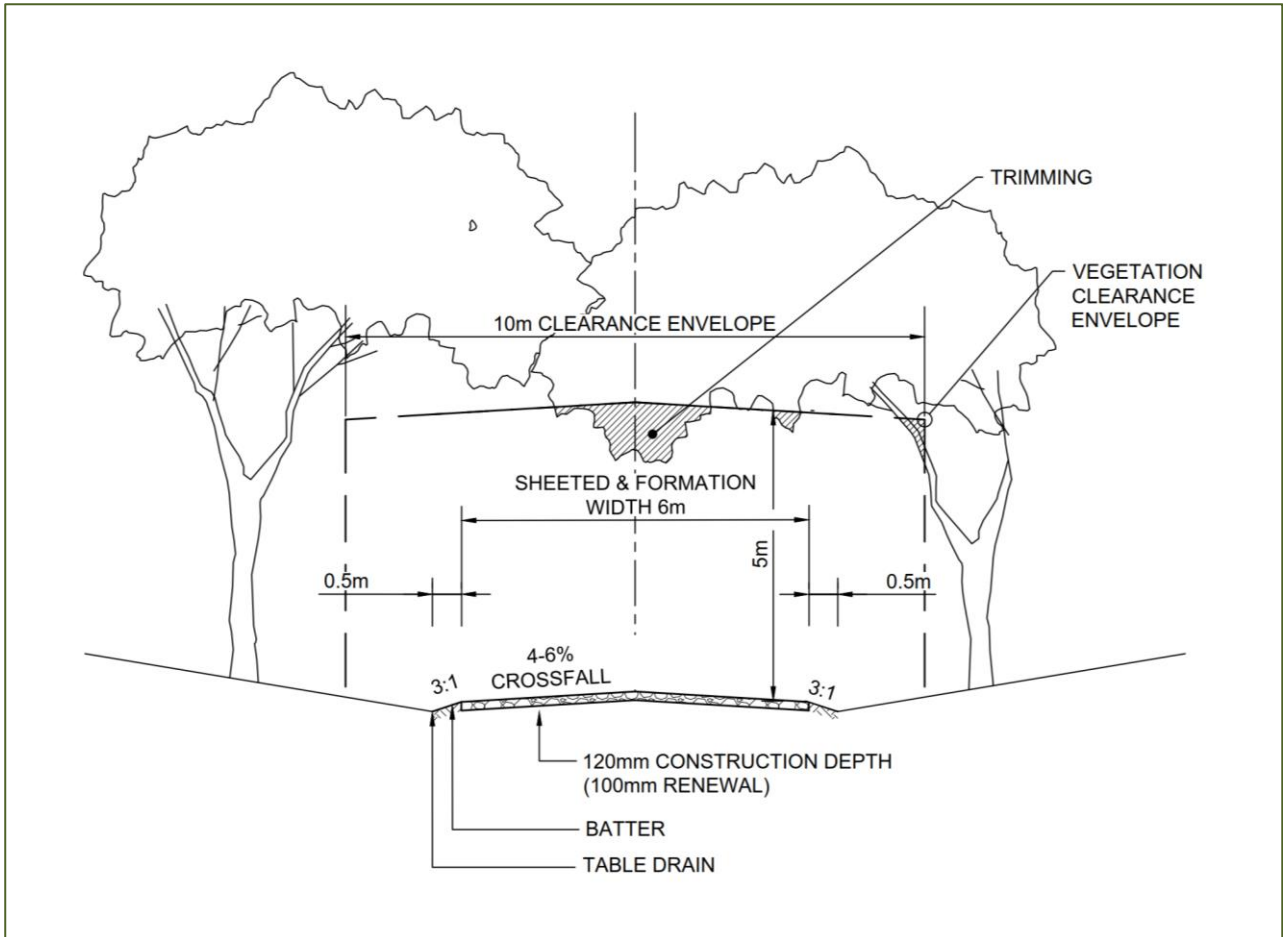 TRIMMING
VEGETATION
CLEARANCE
ENVELOPE
10m CLEARANCE ENVELOPE
SHEETED & FORMATION
WIDTH 6m
5m
0.5m
0.5m
4-6%
CROSSFALL
3:1
3:1
120mm CONSTRUCTION DEPTH
(100mm RENEWAL)
BATTER
TABLE DRAIN